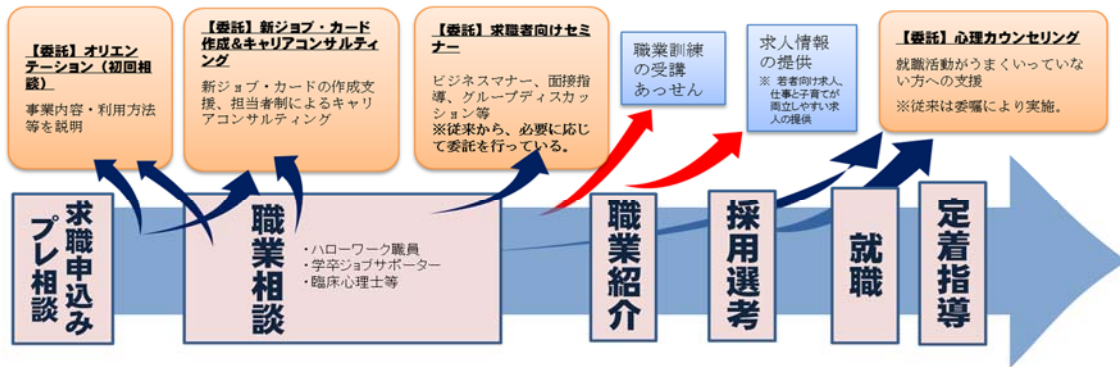 【委託】オリエン
テーション（初回相
談）
事業内容・利用方法
等を説明
【委託】新ジョブ・カード
作成&キャリアコンサルティ
ング
新ジョブ・カードの作成支
援、担当者制によるキャリ
アコンサルティング
【委託】求職者向けセミ
ナー
ビジネスマナー、面接指
導、グループディスカッ
ション等
※従来から、必要に応じ
て委託を行っている。
職業訓練
の受講
あっせん
求人情報
の提供
※ 若者向け求人、
仕事と子育てが
両立しやすい求
人の提供
【委託】心理カウンセリング
就職活動がうまくいってい
ない方への支援
※従来は委嘱により実施。
求職申込み
プレ相談
職業相談
・ハローワーク職員
・学卒ジョブサポーター
・臨床心理士等
職業紹介
採用選考
就職
定着指導